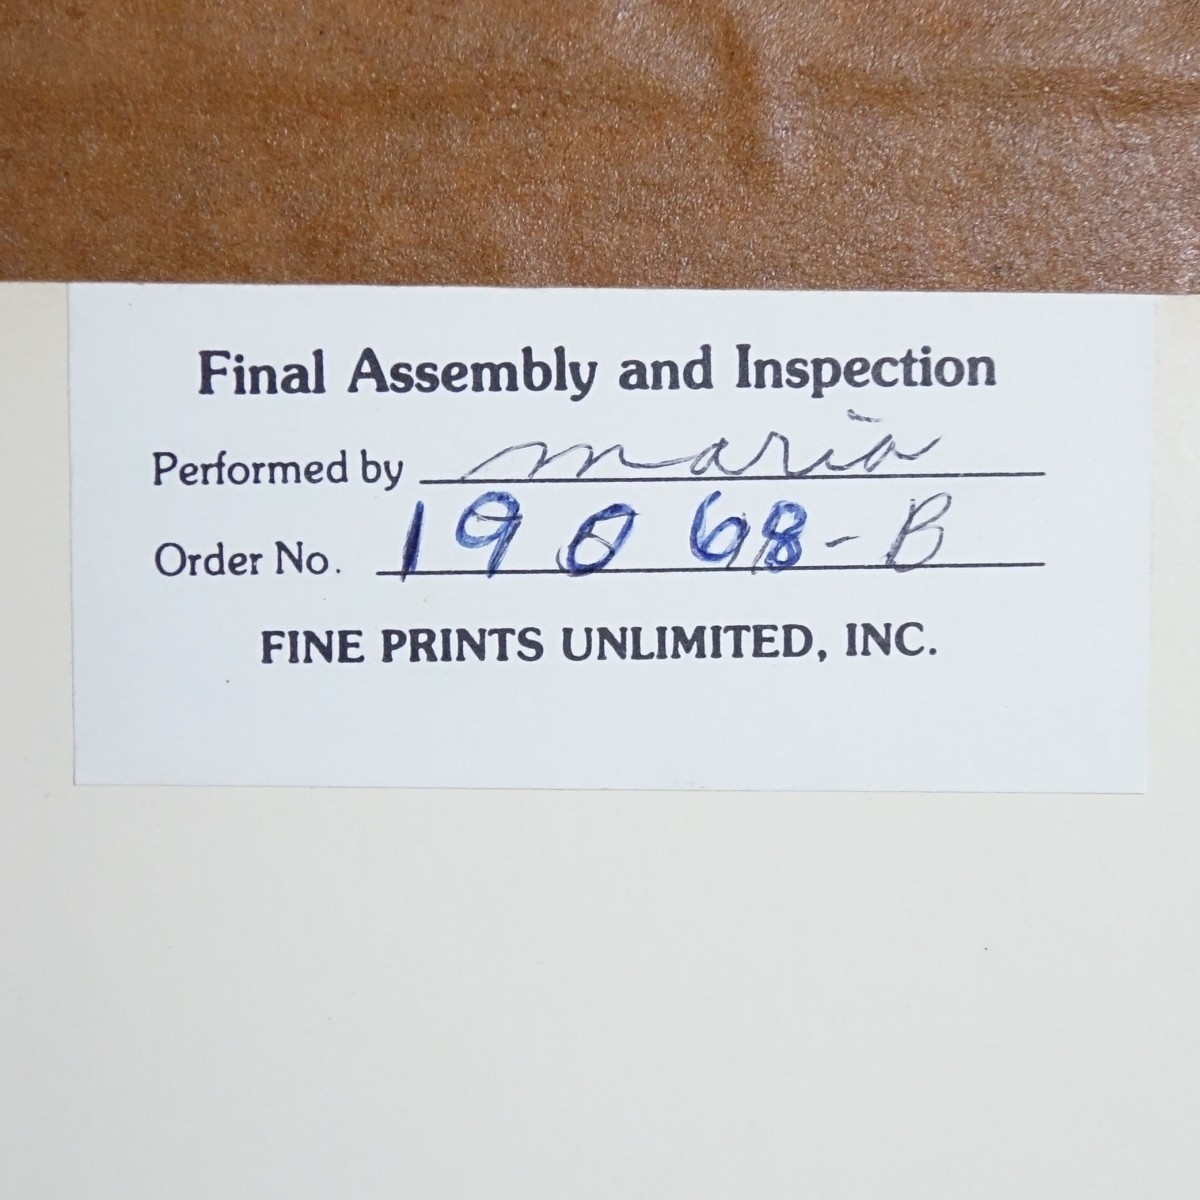 Final Assembly and Inspection
Performed by maria
Order No. 19068-B
FINE PRINTS UNLIMITED, INC.